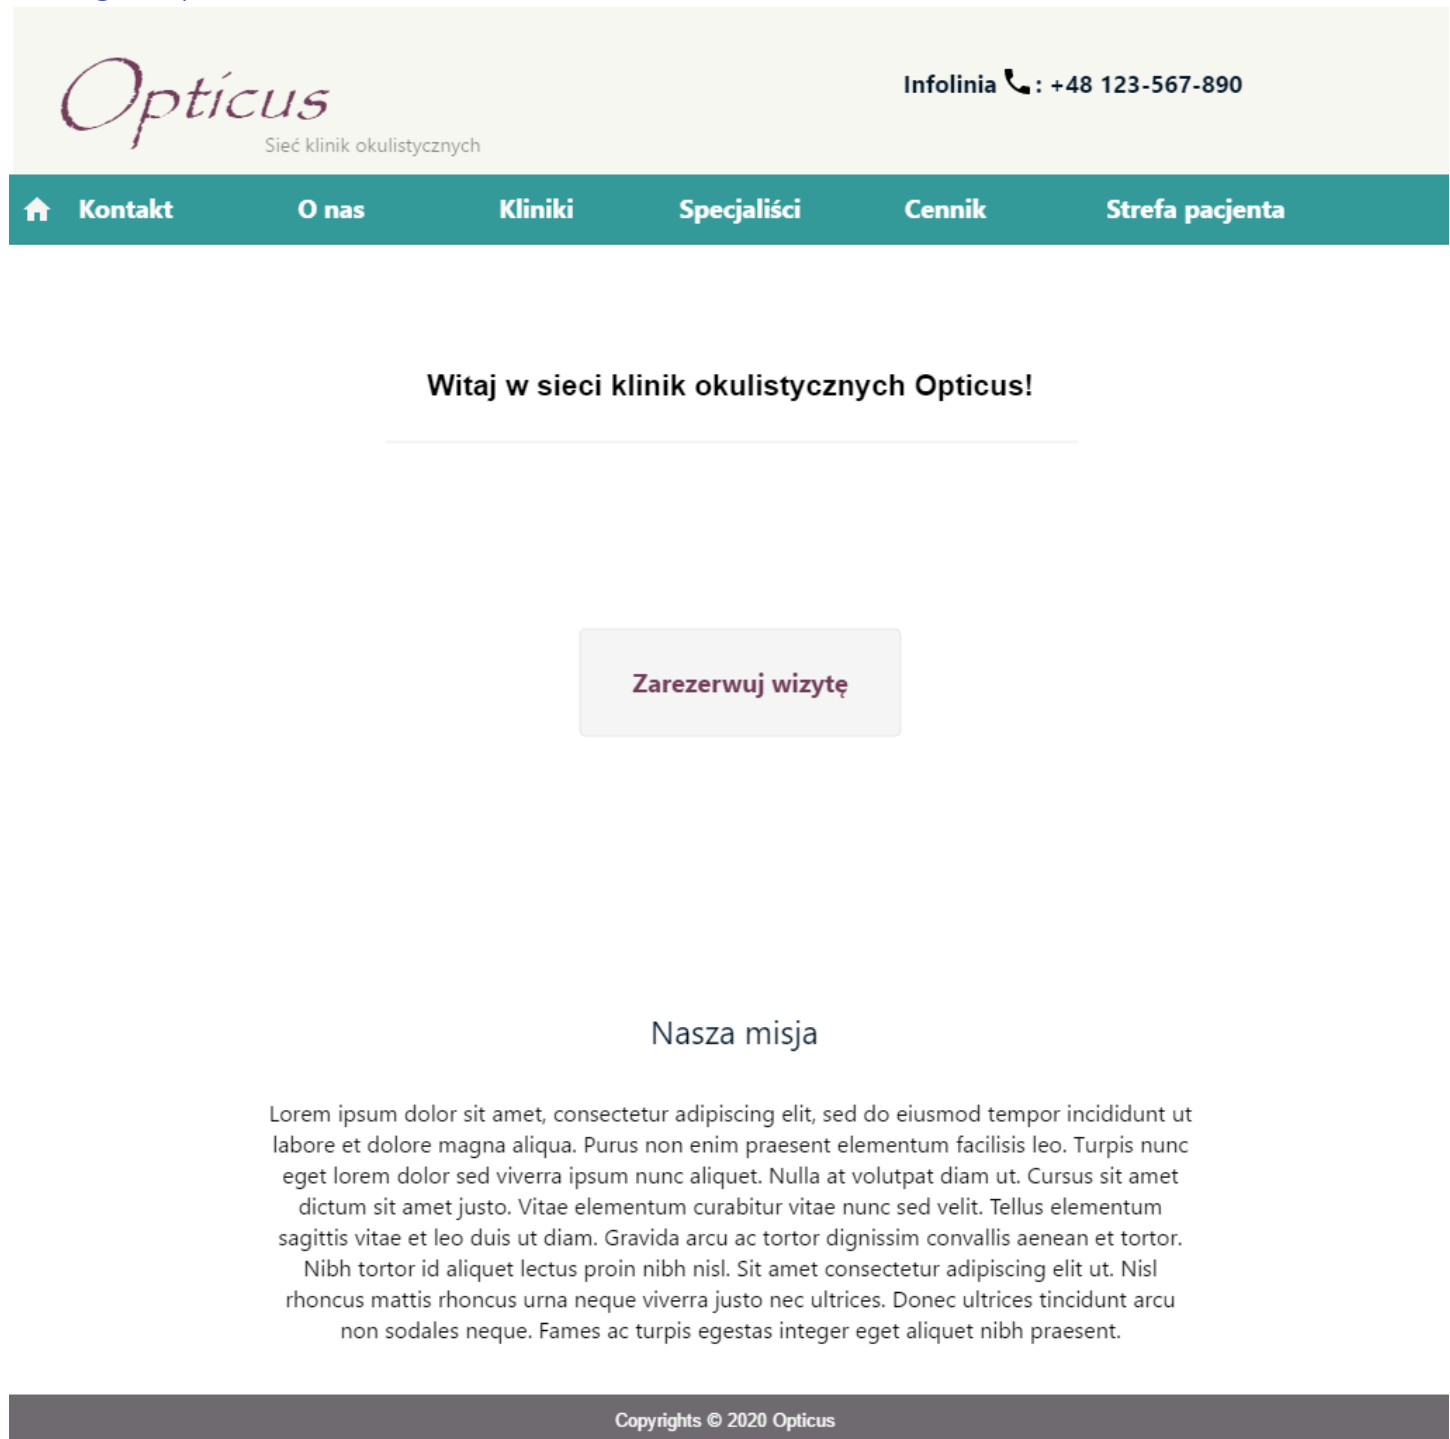 Opticus
Sieć klinik okulistycznych
Infolinia : +48 123-567-890
Kontakt O nas Kliniki Specjaliści Cennik Strefa pacjenta
Witaj w sieci klinik okulistycznych Opticus!
Zarezerwuj wizytę
Nasza misja
Lorem ipsum dolor sit amet, consectetur adipiscing elit, sed do eiusmod tempor incididunt ut
labore et dolore magna aliqua. Purus non enim praesent elementum facilisis leo. Turpis nunc
eget lorem dolor sed viverra ipsum nunc aliquet. Nulla at volutpat diam ut. Cursus sit amet
dictum sit amet justo. Vitae elementum curabitur vitae nunc sed velit. Tellus elementum
sagittis vitae et leo duis ut diam. Gravida arcu ac tortor dignissim convallis aenean et tortor.
Nibh tortor id aliquet lectus proin nibh nisl. Sit amet consectetur adipiscing elit ut. Nisl
rhoncus mattis rhoncus urna neque viverra justo nec ultrices. Donec ultrices tincidunt arcu
non sodales neque. Fames ac turpis egestas integer eget aliquet nibh praesent.
Copyrights © 2020 Opticus